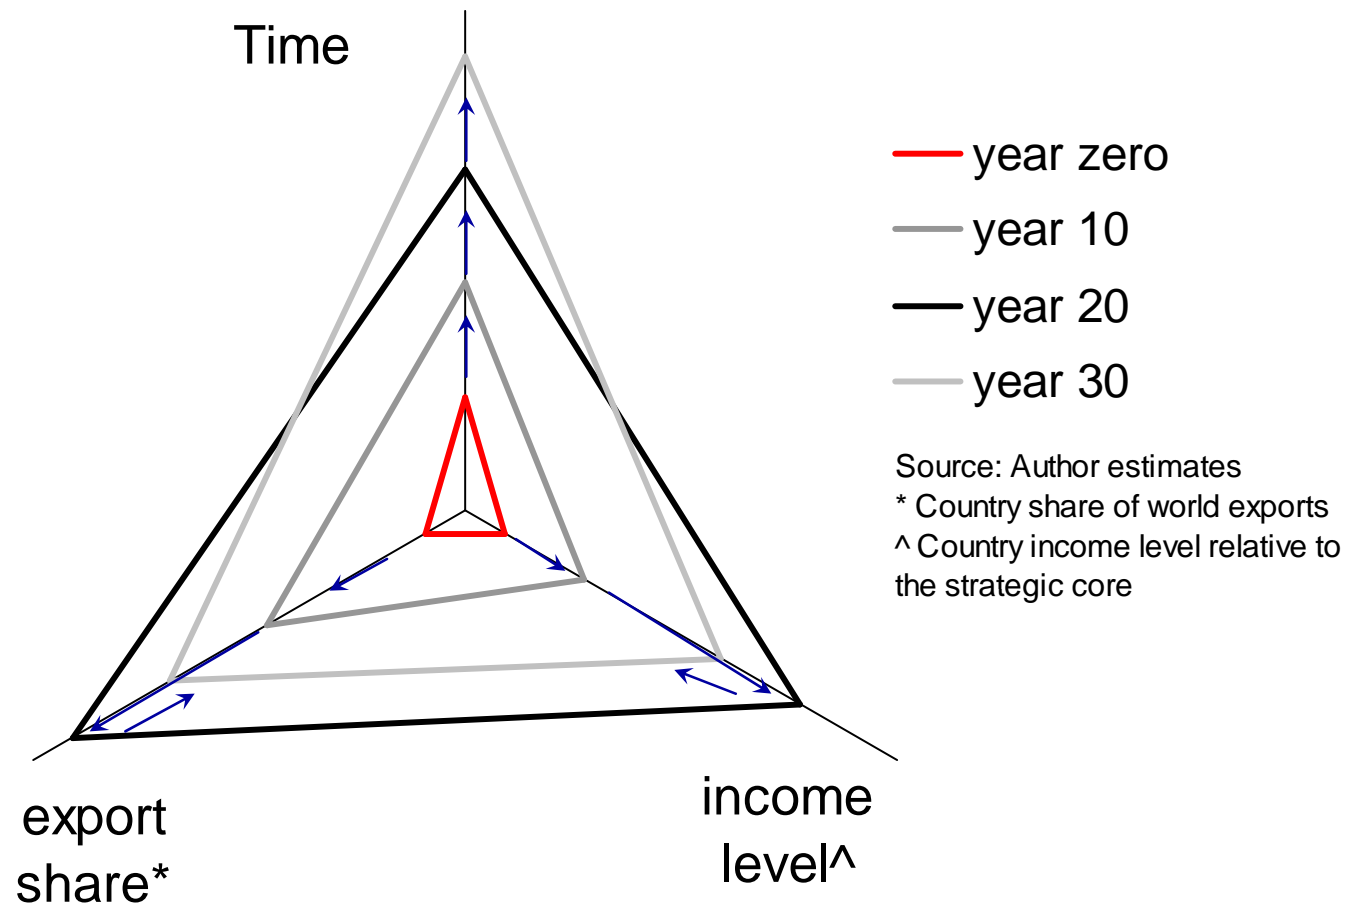 Time
year zero
year 10
year 20
year 30
Source: Author estimates
* Country share of world exports
^ Country income level relative to
the strategic core
export
share*
income
level^